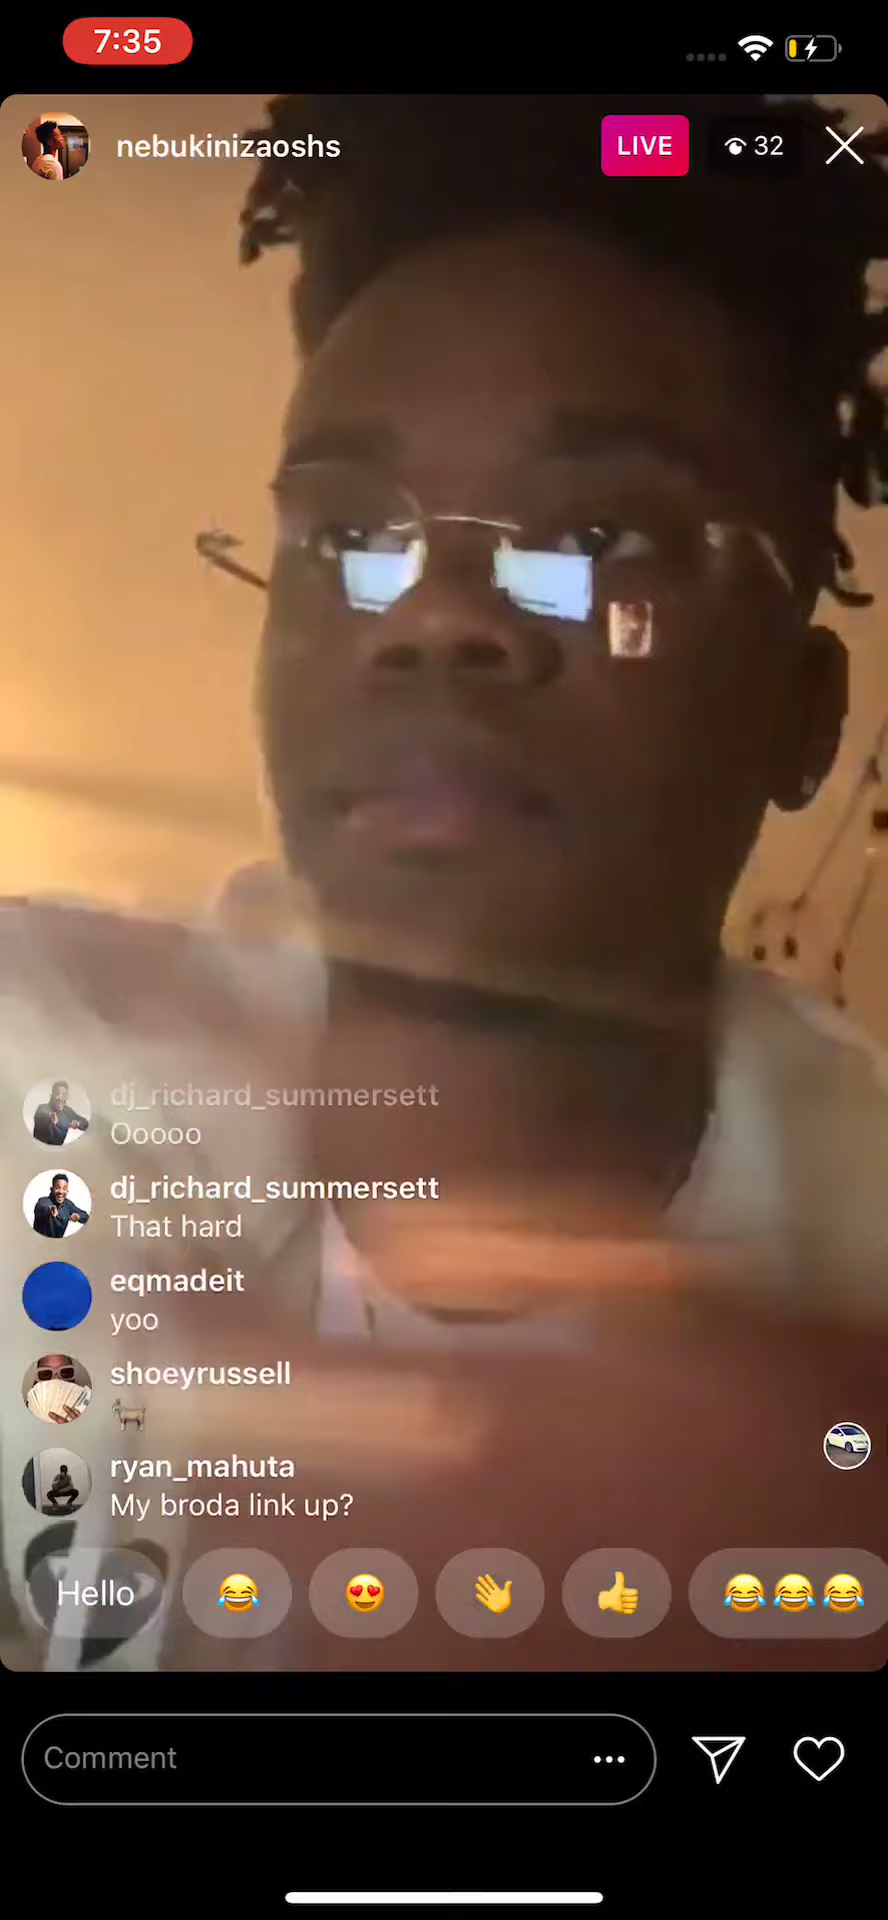 7:35
nebukinizaoshs
LIVE
32
dj_richard_summersett
Ooooo
dj_richard_summersett
That hard
eqmadeit
yoo
shoeyrussell
🐐
ryan_mahuta
My broda link up?
Hello 😂 😍 👋 👍 😂😂😂
Comment